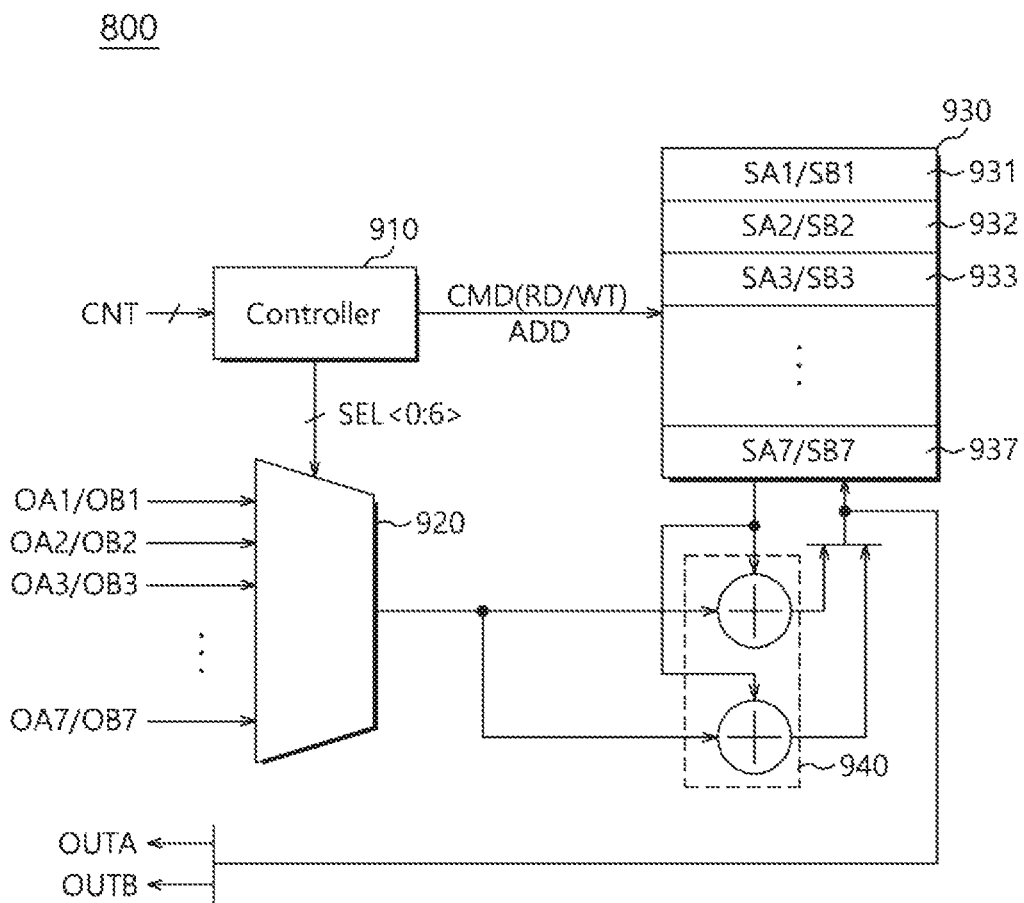 800
930
SA1/SB1
931
SA2/SB2
932
SA3/SB3
933
910
CNT
Controller
CMD(RD/WT)
ADD
SEL<0:6>
SA7/SB7
937
OA1/OB1
OA2/OB2
920
OA3/OB3
OA7/OB7
940
OUTA
OUTB